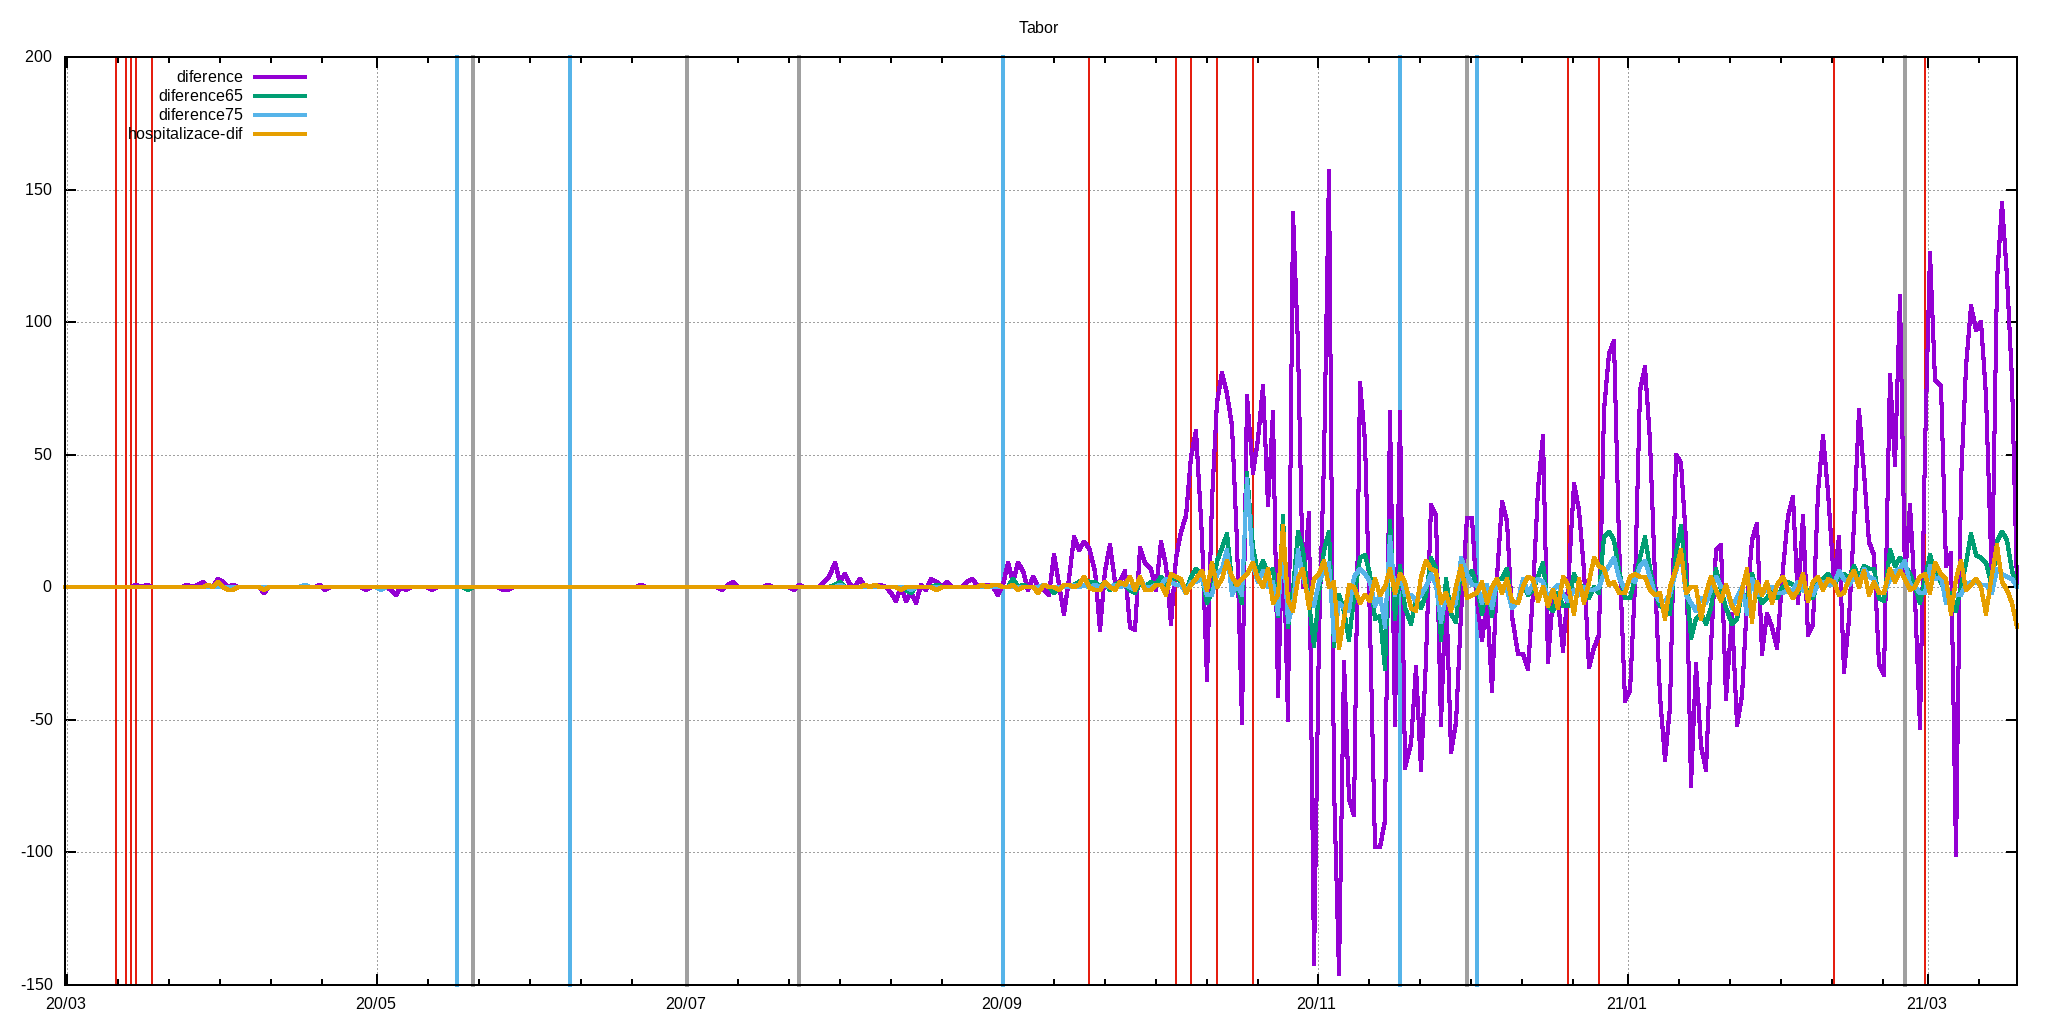 Tabor
200
150
100
50
0
-50
-100
-150
diference
diference65
diference75
hospitalizace-dif
20/03 20/05 20/07 20/09 20/11 21/01 21/03